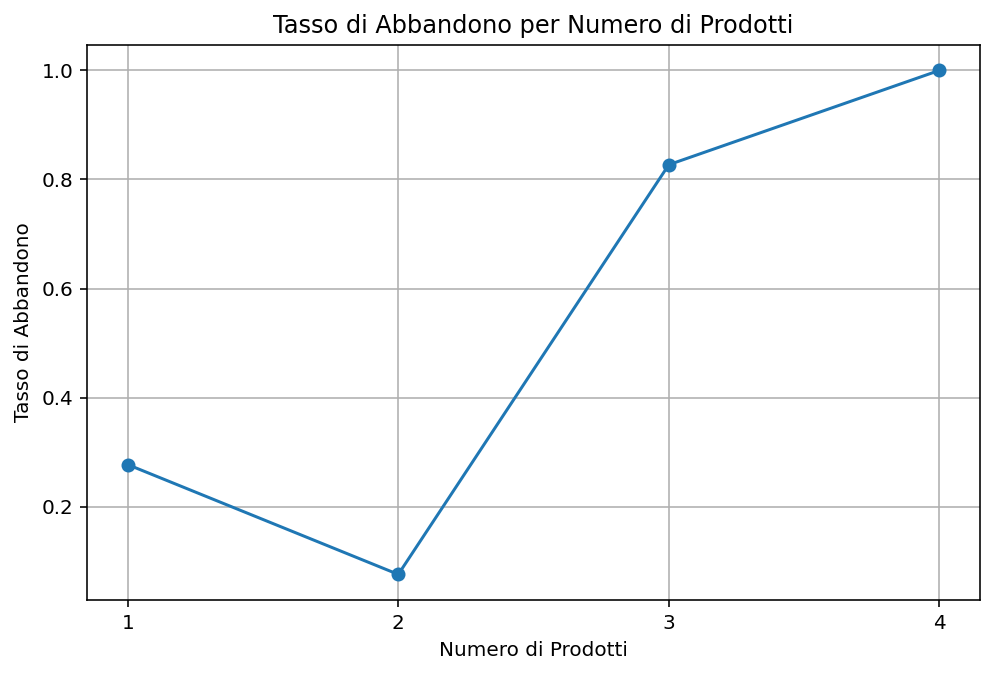 Tasso di Abbandono per Numero di Prodotti
Tasso di Abbandono
1.0
0.8
0.6
0.4
0.2
1 2 3 4
Numero di Prodotti